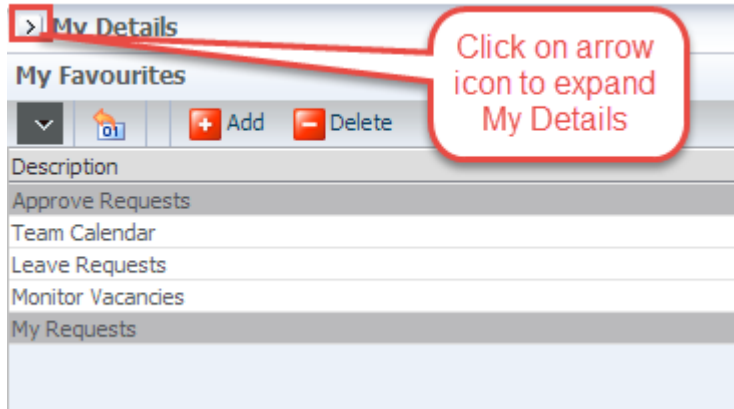 My Details
Click on arrow
icon to expand
My Details
My Favourites
01
Add
Delete
Description
Approve Requests
Team Calendar
Leave Requests
Monitor Vacancies
My Requests